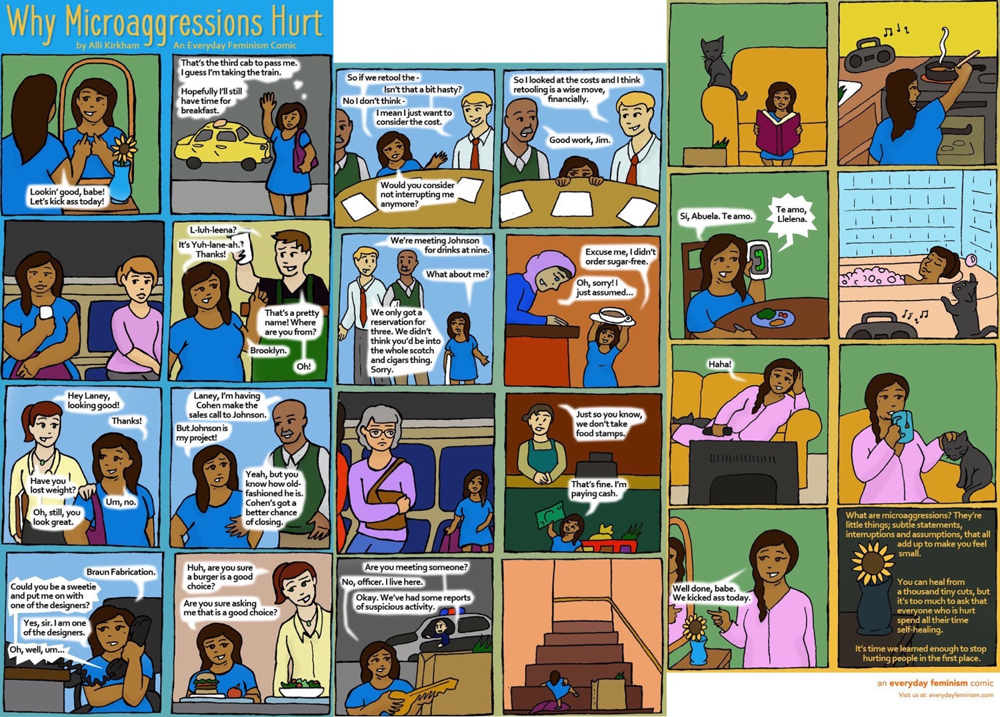 Why Microaggressions Hurt
by Alli Kirkham An Everyday Feminism Comic
Lookin' good, babe!
Let's kick ass today!
That's the third cab to pass me.
I guess I'm taking the train.
Hopefully I'll still
have time for
breakfast.
L-luh-leena?
It's Yuh-lane-ah.
Thanks!
That's a pretty
name! Where
are you from?
Brooklyn.
Oh!
Hey Laney,
looking good!
Thanks!
Have you
lost weight?
Um, no.
Oh, still, you
look great.
Laney, I'm having
Cohen make the
sales call to Johnson.
But Johnson is
my project!
Yeah, but you
know how old-
fashioned he is.
Cohen's got a
better chance
of closing.
Braun Fabrication.
Could you be a sweetie
and put me on with
one of the designers?
Yes, sir. I am one
of the designers.
Oh, well, um...
Huh, are you sure
a burger is a good
choice?
Are you sure asking
me that is a good choice?
So if we retool the -
Isn't that a bit hasty?
No I don't think -
I mean I just want to
consider the cost.
Would you consider
not interrupting me
anymore?
So I looked at the costs and I think
retooling is a wise move,
financially.
Good work, Jim.
We're meeting Johnson
for drinks at nine.
What about me?
We only got a
reservation for
three. We didn't
think you'd be into
the whole scotch
and cigars thing.
Sorry.
Excuse me, I didn't
order sugar-free.
Oh, sorry! I
just assumed...
Just so you know,
we don't take
food stamps.
That's fine. I'm
paying cash.
Are you meeting someone?
No, officer. I live here.
Okay. We've had some reports
of suspicious activity.
Sí, Abuela. Te amo.
Te amo,
Llelena.
Haha!
Well done, babe.
We kicked ass today.
What are microaggressions? They're
little things; subtle statements,
interruptions and assumptions, that all
add up to make you feel
small.
You can heal from
a thousand tiny cuts, but
it's too much to ask that
everyone who is hurt
spend all their time
self-healing.
It's time we learned enough to stop
hurting people in the first place.
an everyday feminism comic
Visit us at: everydayfeminism.com